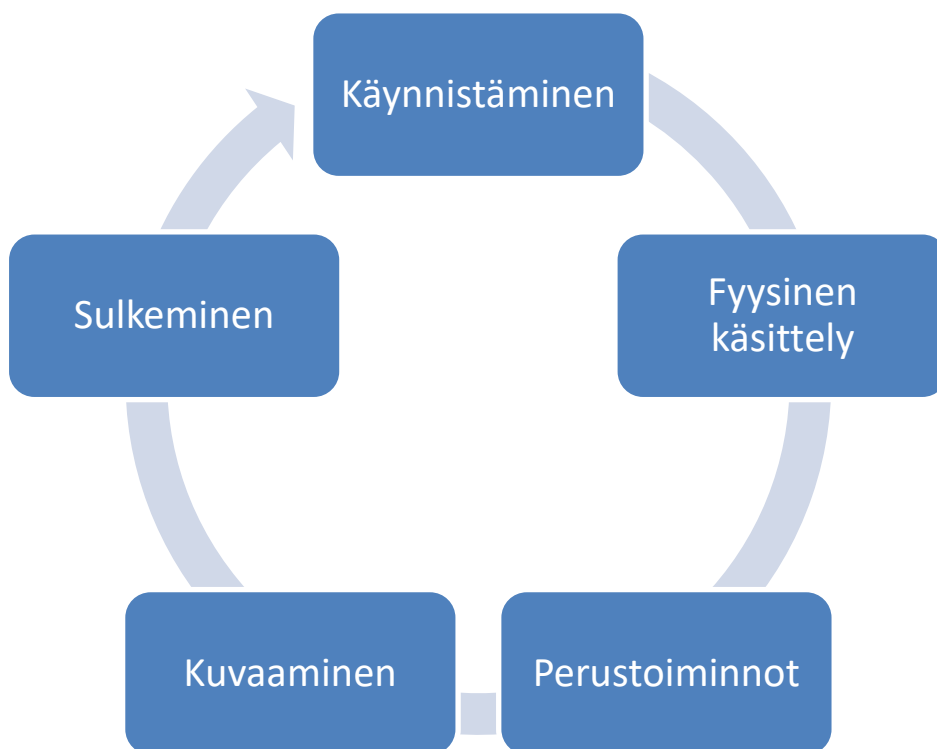 Käynnistäminen
Fyysinen
käsittely
Perustoiminnot
Kuvaaminen
Sulkeminen